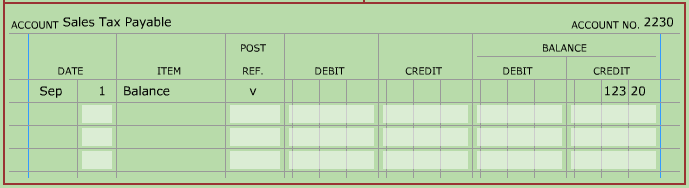 ACCOUNT Sales Tax Payable ACCOUNT NO. 2230
POST BALANCE
DATE ITEM REF. DEBIT CREDIT DEBIT CREDIT
Sep 1 Balance v 123 20